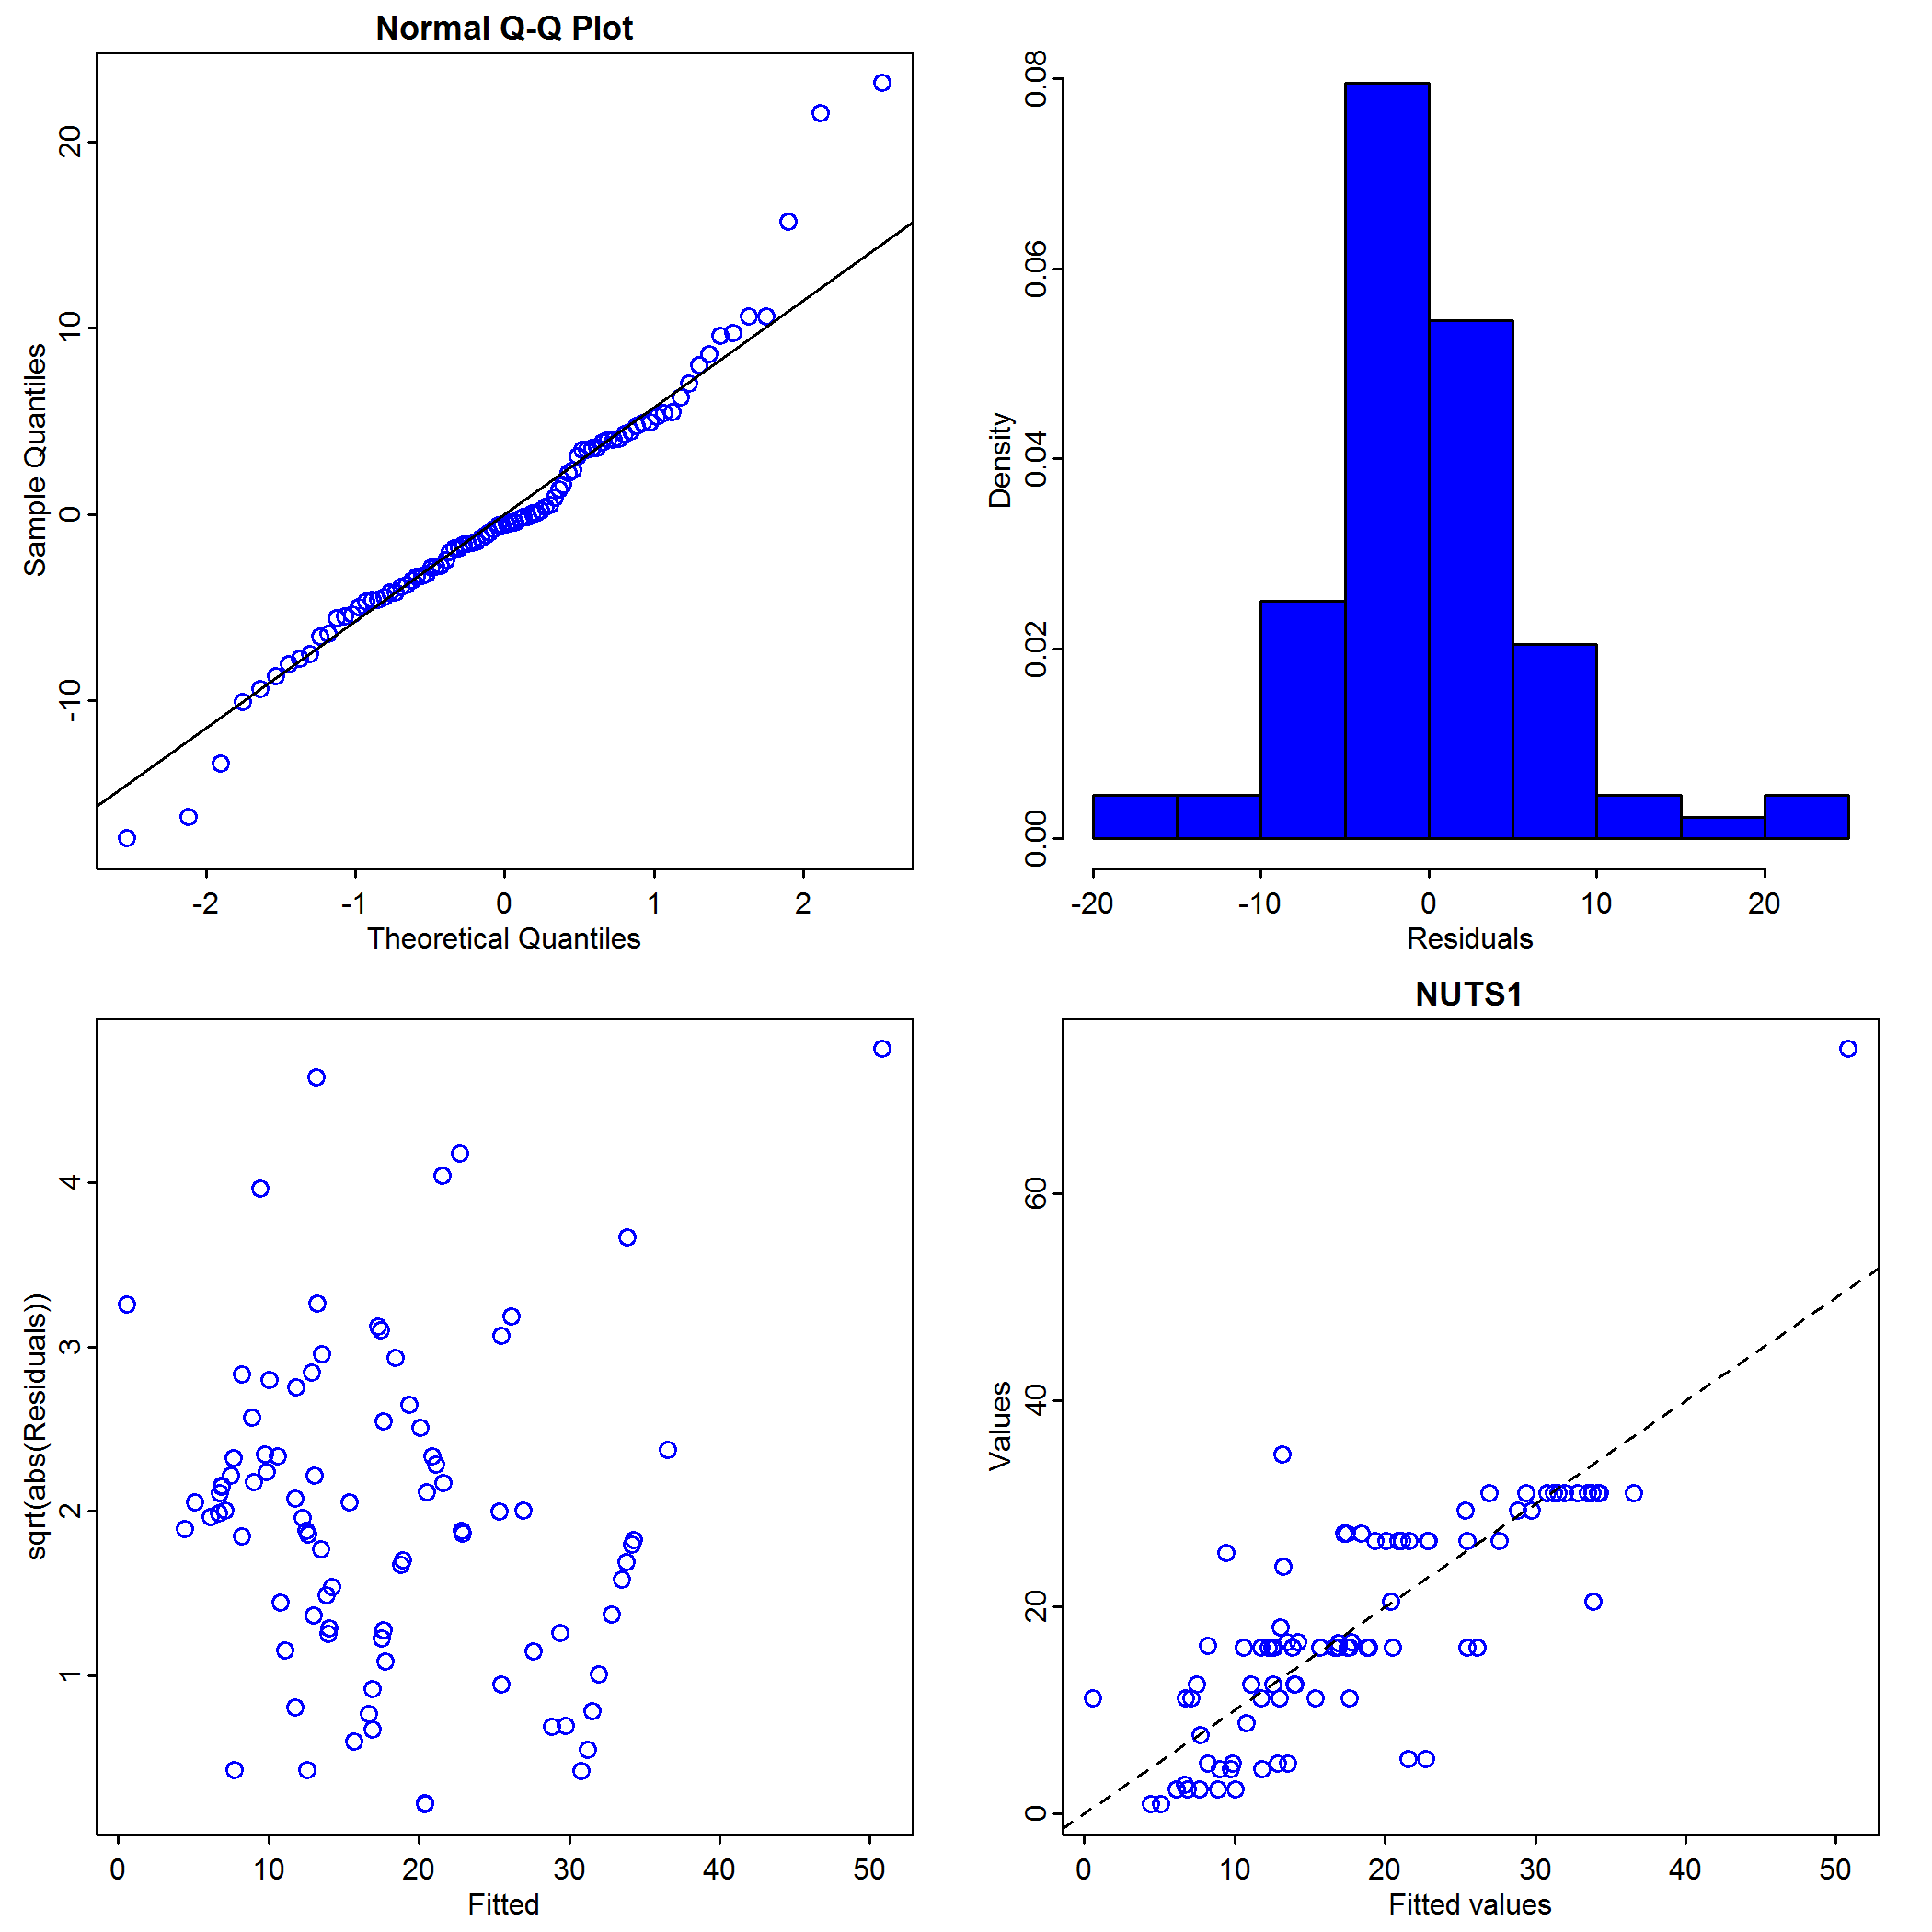 Normal Q-Q Plot
Sample Quantiles
20
10
0
-10
-2 -1 0 1 2
Theoretical Quantiles
Density
0.08
0.06
0.04
0.02
0.00
-20 -10 0 10 20
Residuals
sqrt(abs(Residuals))
4
3
2
1
0 10 20 30 40 50
Fitted
NUTS1
Values
60
40
20
0
0 10 20 30 40 50
Fitted values